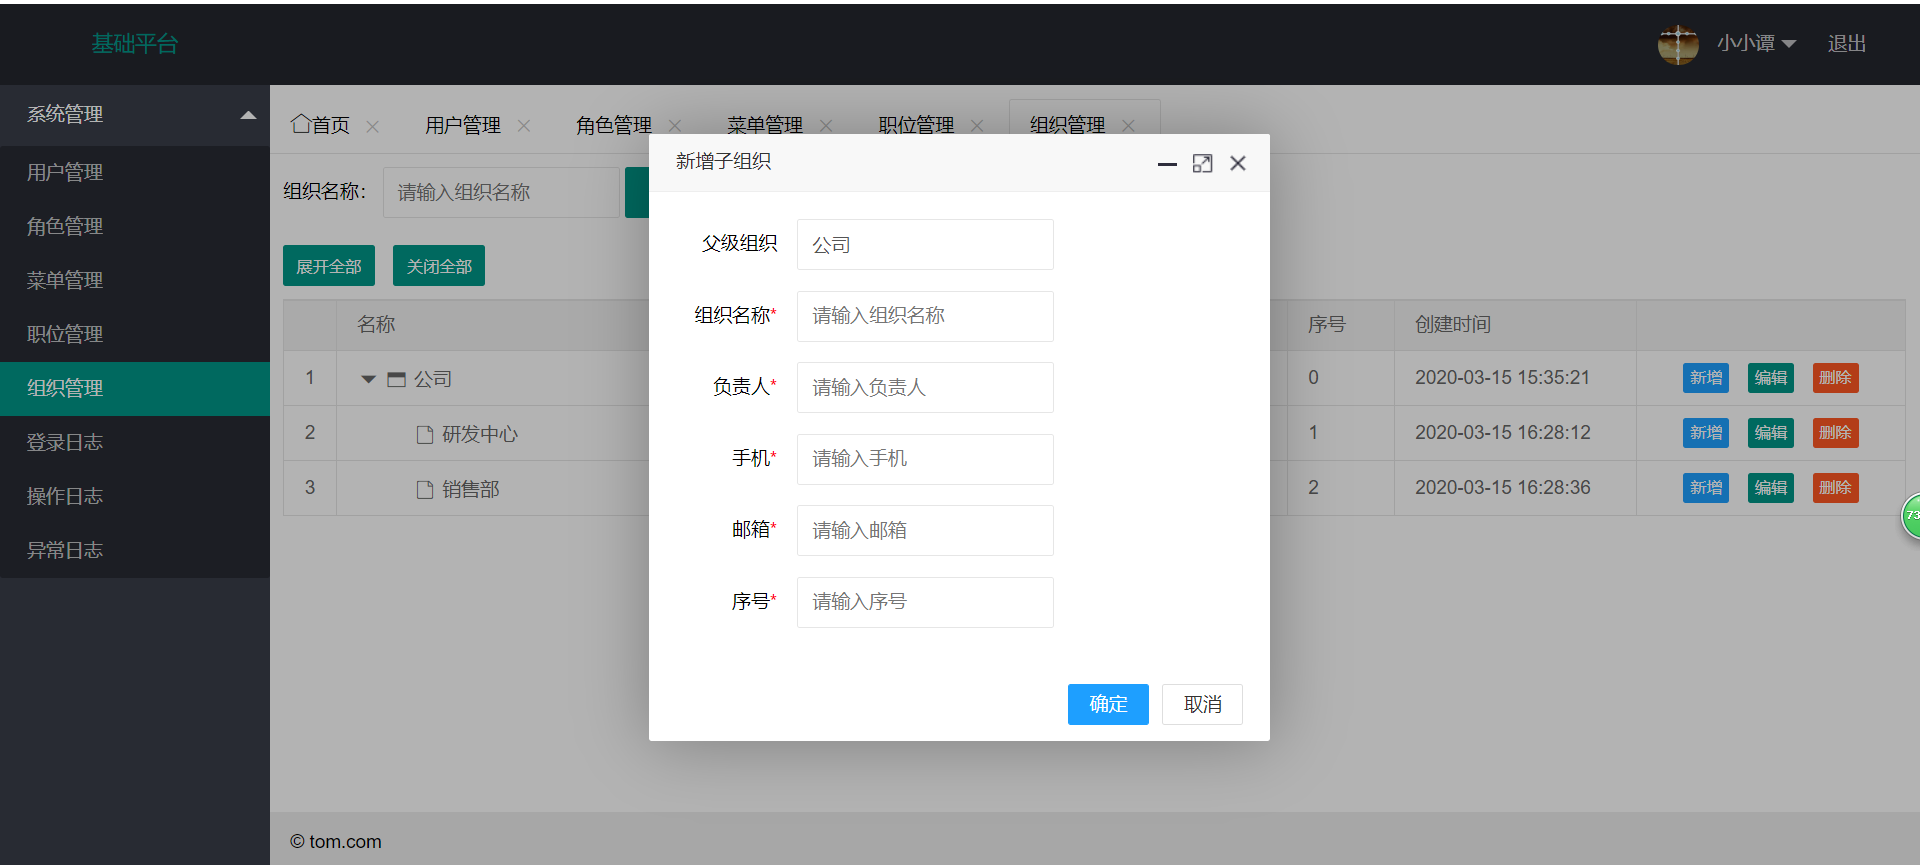 基础平台
小小谭
退出
系统管理
用户管理
角色管理
菜单管理
职位管理
组织管理
登录日志
操作日志
异常日志
首页 用户管理 角色管理 菜单管理 职位管理 组织管理
组织名称： 请输入组织名称
展开全部 关闭全部
名称 序号 创建时间
1 公司 0 2020-03-15 15:35:21 新增 编辑 删除
2 研发中心 1 2020-03-15 16:28:12 新增 编辑 删除
3 销售部 2 2020-03-15 16:28:36 新增 编辑 删除
新增子组织
父级组织 公司
组织名称* 请输入组织名称
负责人* 请输入负责人
手机* 请输入手机
邮箱* 请输入邮箱
序号* 请输入序号
确定 取消
73
© tom.com